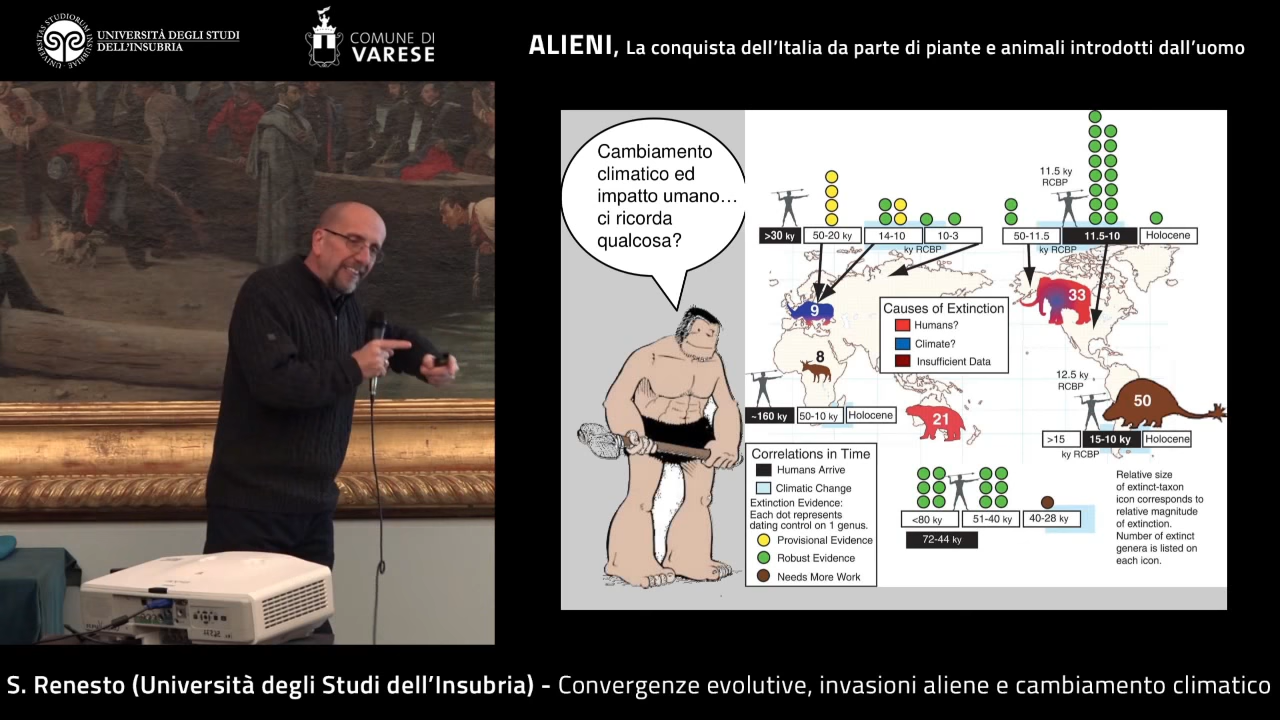 UNIVERSITÀ DEGLI STUDI
DELL'INSUBRIA
COMUNE DI
VARESE
ALIENI, La conquista dell'Italia da parte di piante e animali introdotti dall'uomo
Cambiamento
climatico ed
impatto umano…
ci ricorda
qualcosa?
11.5 ky
RCBP
>30 ky
50-20 ky
14-10
10-3
ky RCBP
50-11.5
11.5-10
Holocene
ky RCBP
9
33
Causes of Extinction
Humans?
Climate?
Insufficient Data
8
12.5 ky
RCBP
50
21
~160 ky
50-10 ky
Holocene
>15
15-10 ky
Holocene
ky RCBP
Correlations in Time
Humans Arrive
Climatic Change
Extinction Evidence:
Each dot represents
dating control on 1 genus.
Provisional Evidence
Robust Evidence
Needs More Work
<80 ky
51-40 ky
40-28 ky
72-44 ky
Relative size
of extinct-taxon
icon corresponds to
relative magnitude
of extinction.
Number of extinct
genera is listed on
each icon.
S. Renesto (Università degli Studi dell'Insubria) - Convergenze evolutive, invasioni aliene e cambiamento climatico